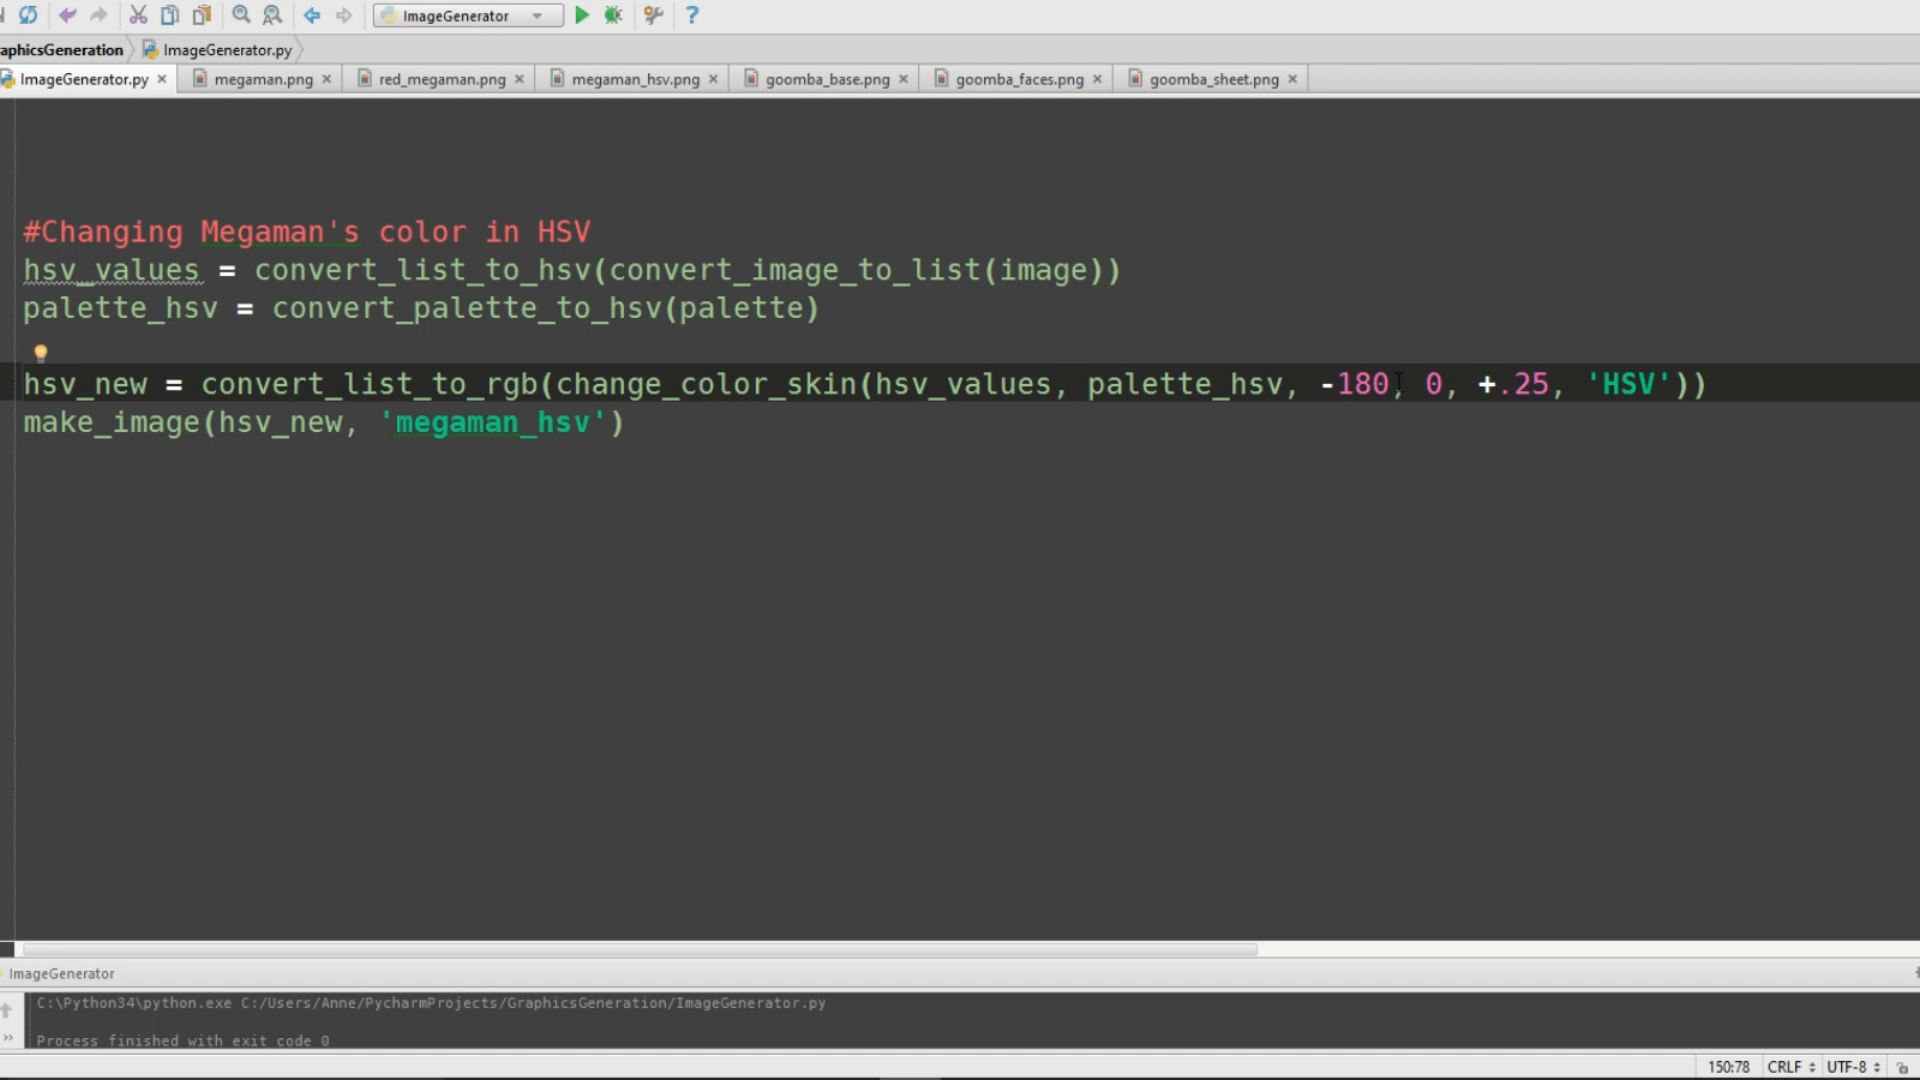 ImageGenerator
aphicsGeneration ImageGenerator.py
ImageGenerator.py megaman.png red_megaman.png megaman_hsv.png goomba_base.png goomba_faces.png goomba_sheet.png
#Changing Megaman's color in HSV
hsv_values = convert_list_to_hsv(convert_image_to_list(image))
palette_hsv = convert_palette_to_hsv(palette)
hsv_new = convert_list_to_rgb(change_color_skin(hsv_values, palette_hsv, -180, 0, +.25, 'HSV'))
make_image(hsv_new, 'megaman_hsv')
ImageGenerator
C:\Python34\python.exe C:/Users/Anne/PycharmProjects/GraphicsGeneration/ImageGenerator.py
Process finished with exit code 0
150:78 CRLF UTF-8